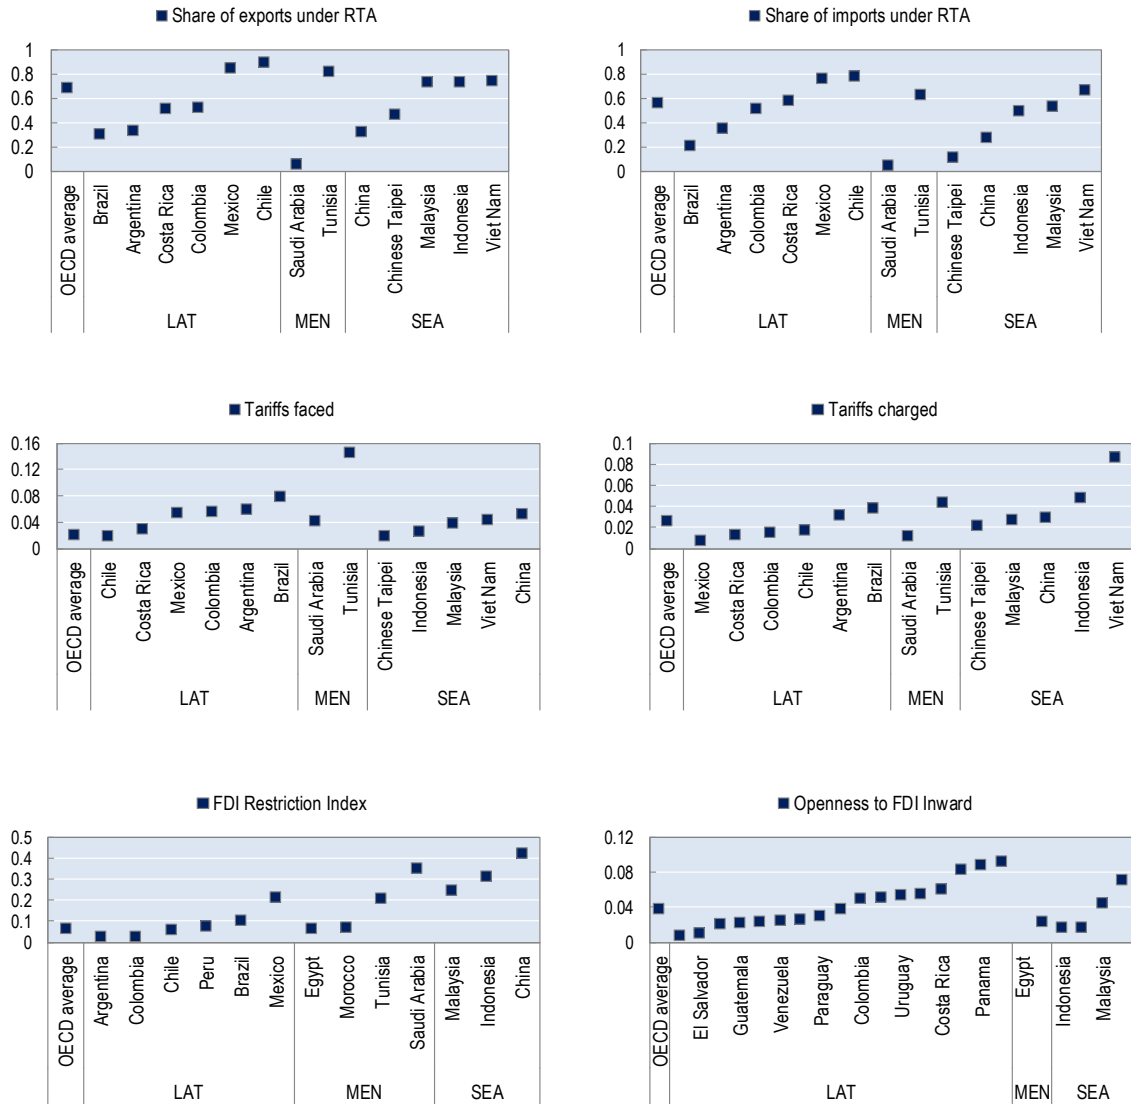 Share of exports under RTA
1
0.8
0.6
0.4
0.2
0
OECD average
Brazil
Argentina
Costa Rica
Colombia
Mexico
Chile
Saudi Arabia
Tunisia
China
Chinese Taipei
Malaysia
Indonesia
Viet Nam
LAT
MEN
SEA
Share of imports under RTA
1
0.8
0.6
0.4
0.2
0
OECD average
Brazil
Argentina
Colombia
Costa Rica
Mexico
Chile
Saudi Arabia
Tunisia
Chinese Taipei
China
Indonesia
Malaysia
Viet Nam
LAT
MEN
SEA
Tariffs faced
0.16
0.12
0.08
0.04
0
OECD average
Chile
Costa Rica
Mexico
Colombia
Argentina
Brazil
Saudi Arabia
Tunisia
Chinese Taipei
Indonesia
Malaysia
Viet Nam
China
LAT
MEN
SEA
Tariffs charged
0.1
0.08
0.06
0.04
0.02
0
OECD average
Mexico
Costa Rica
Colombia
Chile
Argentina
Brazil
Saudi Arabia
Tunisia
Chinese Taipei
Malaysia
China
Indonesia
Viet Nam
LAT
MEN
SEA
FDI Restriction Index
0.5
0.4
0.3
0.2
0.1
0
OECD average
Argentina
Colombia
Chile
Peru
Brazil
Mexico
Egypt
Morocco
Tunisia
Saudi Arabia
Malaysia
Indonesia
China
LAT
MEN
SEA
Openness to FDI Inward
0.12
0.08
0.04
0
OECD average
El Salvador
Guatemala
Venezuela
Paraguay
Colombia
Uruguay
Costa Rica
Panama
Egypt
Indonesia
Malaysia
LAT
MEN
SEA